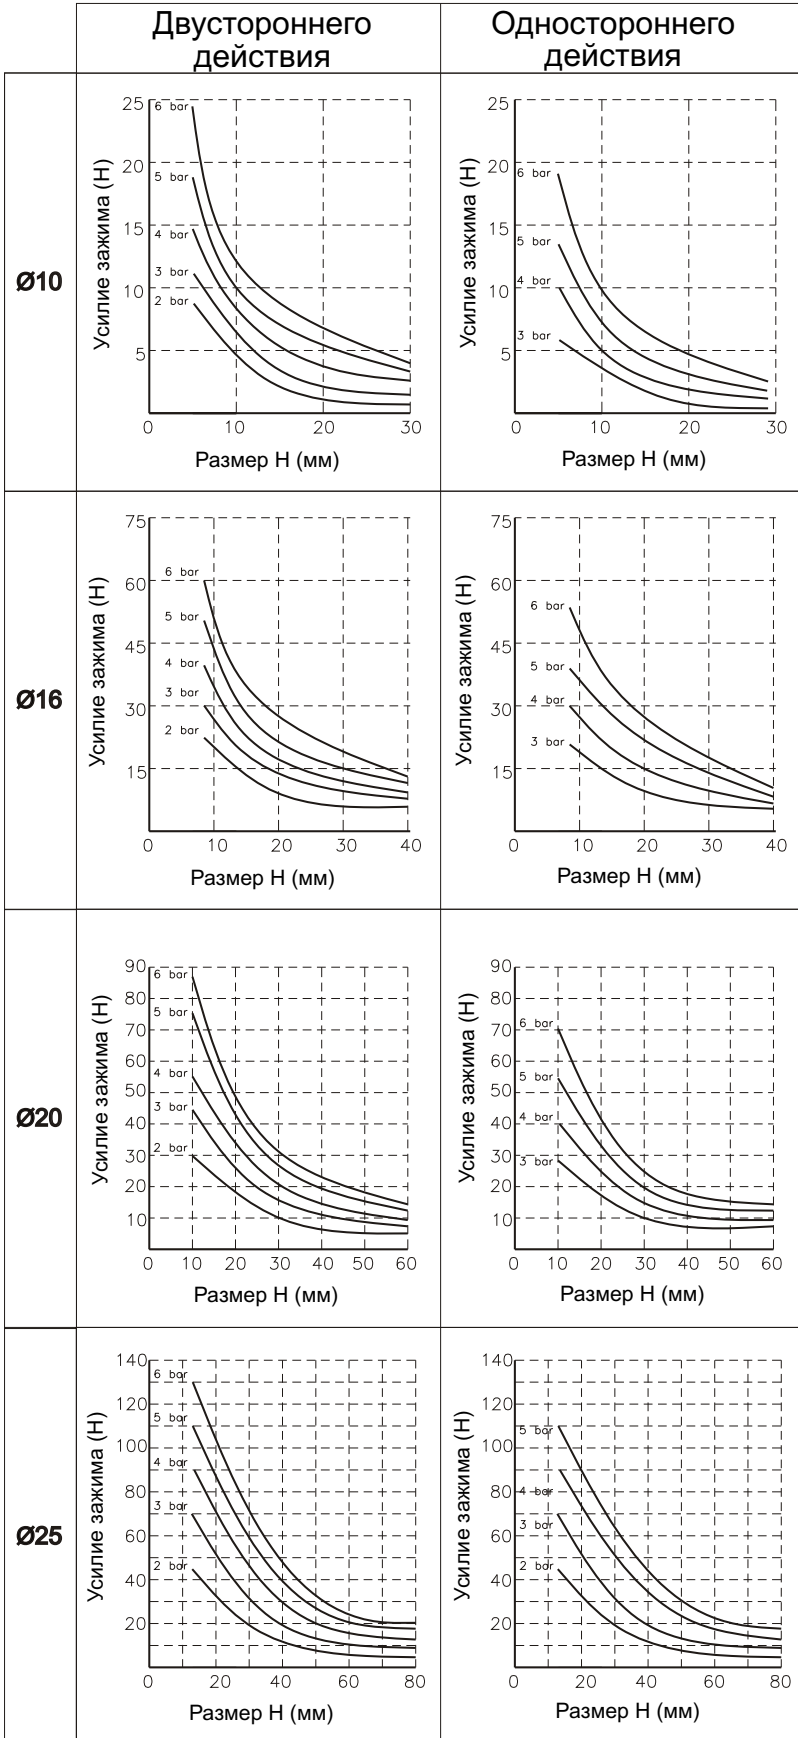 Двустороннего
действия
Одностороннего
действия
Ø10
Усилие зажима (Н)
25
20
15
10
5
6 bar
5 bar
4 bar
3 bar
2 bar
0 10 20 30
Размер Н (мм)
Усилие зажима (Н)
25
20
15
10
5
6 bar
5 bar
4 bar
3 bar
0 10 20 30
Размер Н (мм)
Ø16
Усилие зажима (Н)
75
60
45
30
15
6 bar
5 bar
4 bar
3 bar
2 bar
0 10 20 30 40
Размер Н (мм)
Усилие зажима (Н)
75
60
45
30
15
6 bar
5 bar
4 bar
3 bar
0 10 20 30 40
Размер Н (мм)
Ø20
Усилие зажима (Н)
90
80
70
60
50
40
30
20
10
6 bar
5 bar
4 bar
3 bar
2 bar
0 10 20 30 40 50 60
Размер Н (мм)
Усилие зажима (Н)
90
80
70
60
50
40
30
20
10
6 bar
5 bar
4 bar
3 bar
0 10 20 30 40 50 60
Размер Н (мм)
Ø25
Усилие зажима (Н)
140
120
100
80
60
40
20
6 bar
5 bar
4 bar
3 bar
2 bar
0 20 40 60 80
Размер Н (мм)
Усилие зажима (Н)
140
120
100
80
60
40
20
5 bar
4 bar
3 bar
2 bar
0 20 40 60 80
Размер Н (мм)